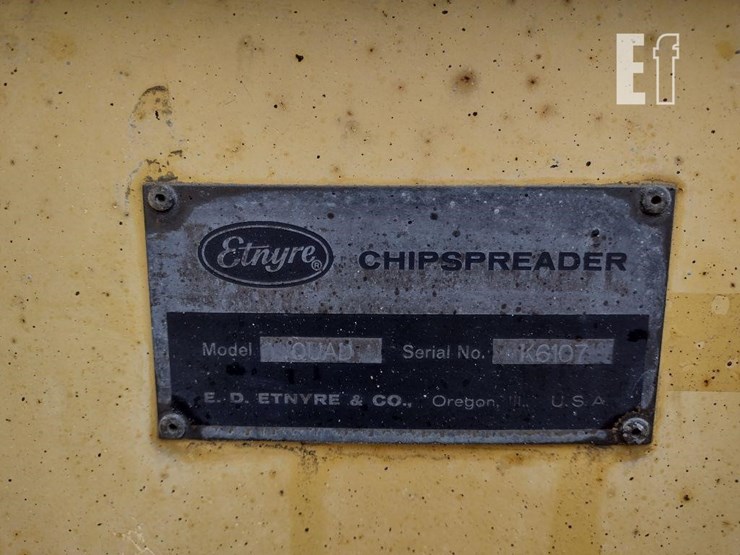 Ef
Etnyre® CHIPSPREADER
Model QUAD Serial No. K6107
E. D. ETNYRE & CO., Oregon, Ill. U.S.A.